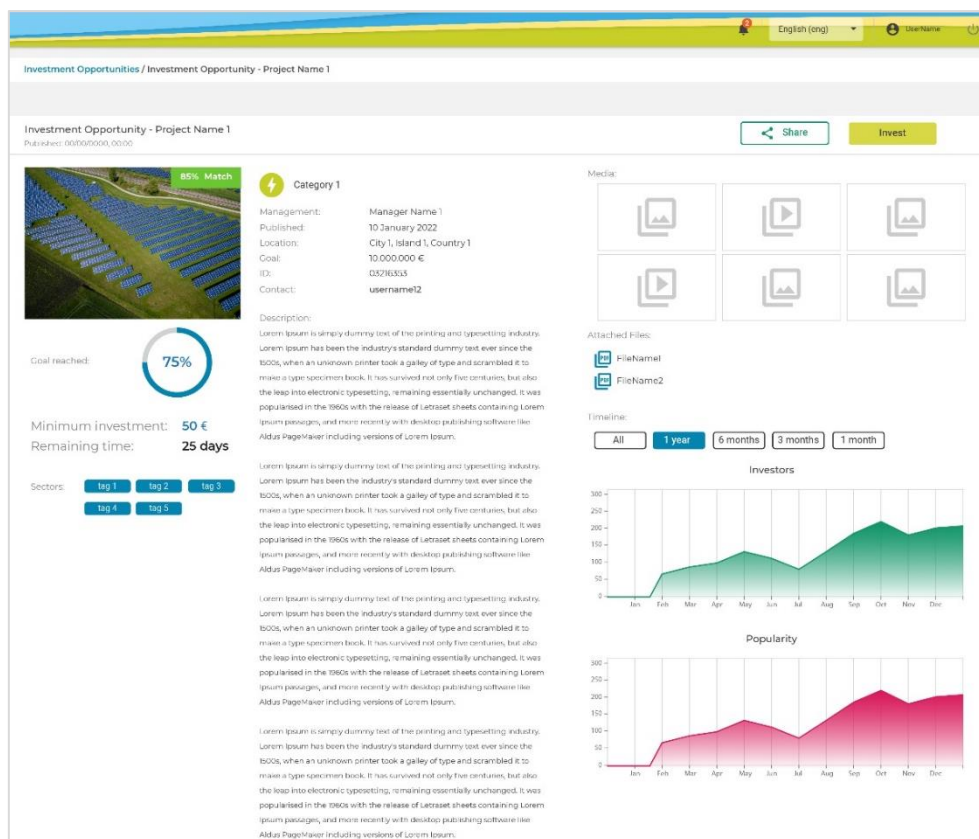 2
English (eng)
UserName
Investment Opportunities / Investment Opportunity - Project Name 1
Investment Opportunity - Project Name 1
Published: 00/00/0000, 00:00
Share
Invest
85% Match
Goal reached:
75%
Minimum investment: 50 €
Remaining time: 25 days
Sectors:
tag 1 tag 2 tag 3
tag 4 tag 5
Category 1
Management: Manager Name 1
Published: 10 January 2022
Location: City 1, Island 1, Country 1
Goal: 10.000.000 €
ID: 03216353
Contact: username12
Description:
Lorem Ipsum is simply dummy text of the printing and typesetting industry.
Lorem Ipsum has been the industry's standard dummy text ever since the
1500s, when an unknown printer took a galley of type and scrambled it to
make a type specimen book. It has survived not only five centuries, but also
the leap into electronic typesetting, remaining essentially unchanged. It was
popularised in the 1960s with the release of Letraset sheets containing Lorem
Ipsum passages, and more recently with desktop publishing software like
Aldus PageMaker including versions of Lorem Ipsum.
Lorem Ipsum is simply dummy text of the printing and typesetting industry.
Lorem Ipsum has been the industry's standard dummy text ever since the
1500s, when an unknown printer took a galley of type and scrambled it to
make a type specimen book. It has survived not only five centuries, but also
the leap into electronic typesetting, remaining essentially unchanged. It was
popularised in the 1960s with the release of Letraset sheets containing Lorem
Ipsum passages, and more recently with desktop publishing software like
Aldus PageMaker including versions of Lorem Ipsum.
Lorem Ipsum is simply dummy text of the printing and typesetting industry.
Lorem Ipsum has been the industry's standard dummy text ever since the
1500s, when an unknown printer took a galley of type and scrambled it to
make a type specimen book. It has survived not only five centuries, but also
the leap into electronic typesetting, remaining essentially unchanged. It was
popularised in the 1960s with the release of Letraset sheets containing Lorem
Ipsum passages, and more recently with desktop publishing software like
Aldus PageMaker including versions of Lorem Ipsum.
Lorem Ipsum is simply dummy text of the printing and typesetting industry.
Lorem Ipsum has been the industry's standard dummy text ever since the
1500s, when an unknown printer took a galley of type and scrambled it to
make a type specimen book. It has survived not only five centuries, but also
the leap into electronic typesetting, remaining essentially unchanged. It was
popularised in the 1960s with the release of Letraset sheets containing Lorem
Ipsum passages, and more recently with desktop publishing software like
Aldus PageMaker including versions of Lorem Ipsum.
Media:
Attached Files:
PDF FileName1
PDF FileName2
Timeline:
All 1 year 6 months 3 months 1 month
Investors
300
250
200
150
100
50
0
Jan Feb Mar Apr May Jun Jul Aug Sep Oct Nov Dec
Popularity
300
250
200
150
100
50
0
Jan Feb Mar Apr May Jun Jul Aug Sep Oct Nov Dec